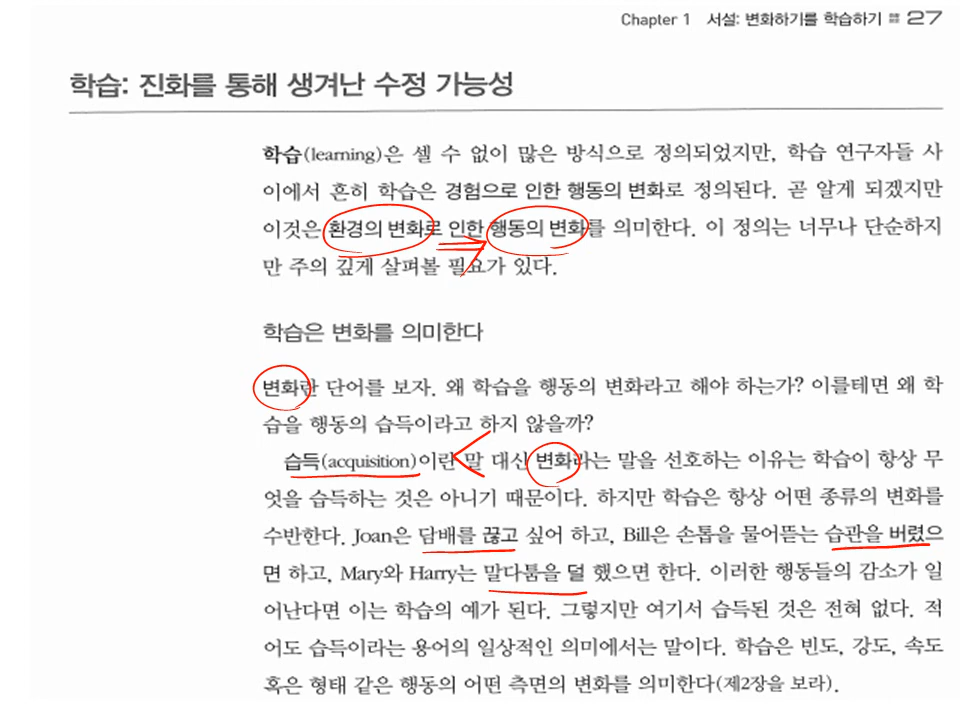 Chapter 1 서설: 변화하기를 학습하기 27
학습: 진화를 통해 생겨난 수정 가능성
학습(learning)은 셀 수 없이 많은 방식으로 정의되었지만, 학습 연구자들 사
이에서 흔히 학습은 경험으로 인한 행동의 변화로 정의된다. 곧 알게 되겠지만
이것은 환경의 변화로 인한 행동의 변화를 의미한다. 이 정의는 너무나 단순하지
만 주의 깊게 살펴볼 필요가 있다.
학습은 변화를 의미한다
변화란 단어를 보자. 왜 학습을 행동의 변화라고 해야 하는가? 이를테면 왜 학
습을 행동의 습득이라고 하지 않을까?
습득(acquisition)이란 말 대신 변화라는 말을 선호하는 이유는 학습이 항상 무
엇을 습득하는 것은 아니기 때문이다. 하지만 학습은 항상 어떤 종류의 변화를
수반한다. Joan은 담배를 끊고 싶어 하고, Bill은 손톱을 물어뜯는 습관을 버렸으
면 하고, Mary와 Harry는 말다툼을 덜 했으면 한다. 이러한 행동들의 감소가 일
어난다면 이는 학습의 예가 된다. 그렇지만 여기서 습득된 것은 전혀 없다. 적
어도 습득이라는 용어의 일상적인 의미에서는 말이다. 학습은 빈도, 강도, 속도
혹은 형태 같은 행동의 어떤 측면의 변화를 의미한다(제2장을 보라).